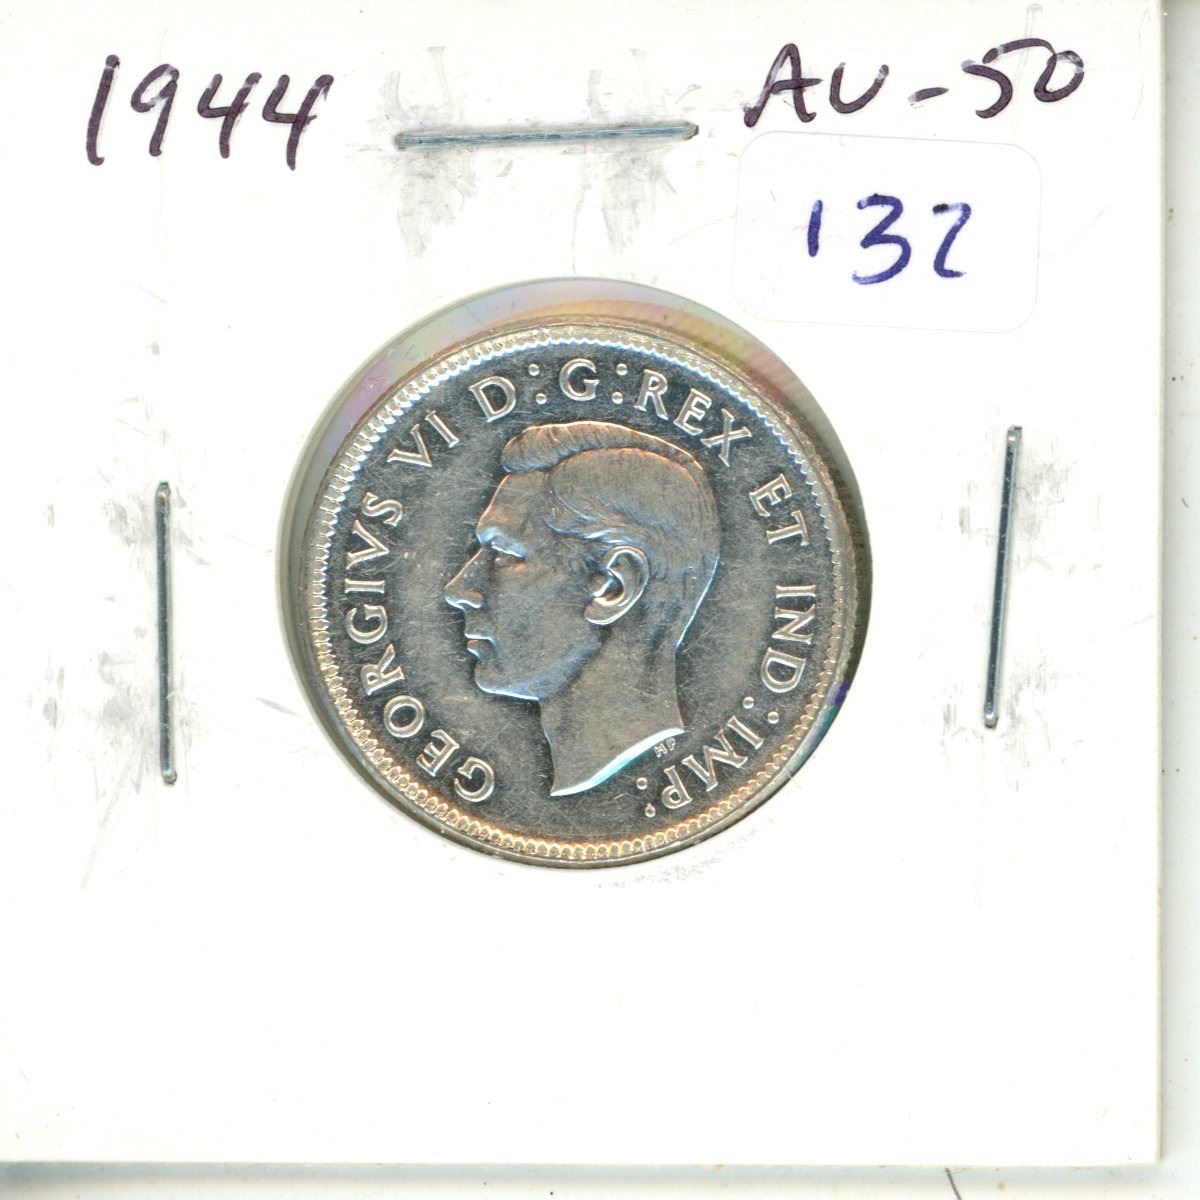 1944
AU-50
132
GEORGIVS VI D:G:REX ET IND:IMP:
HP